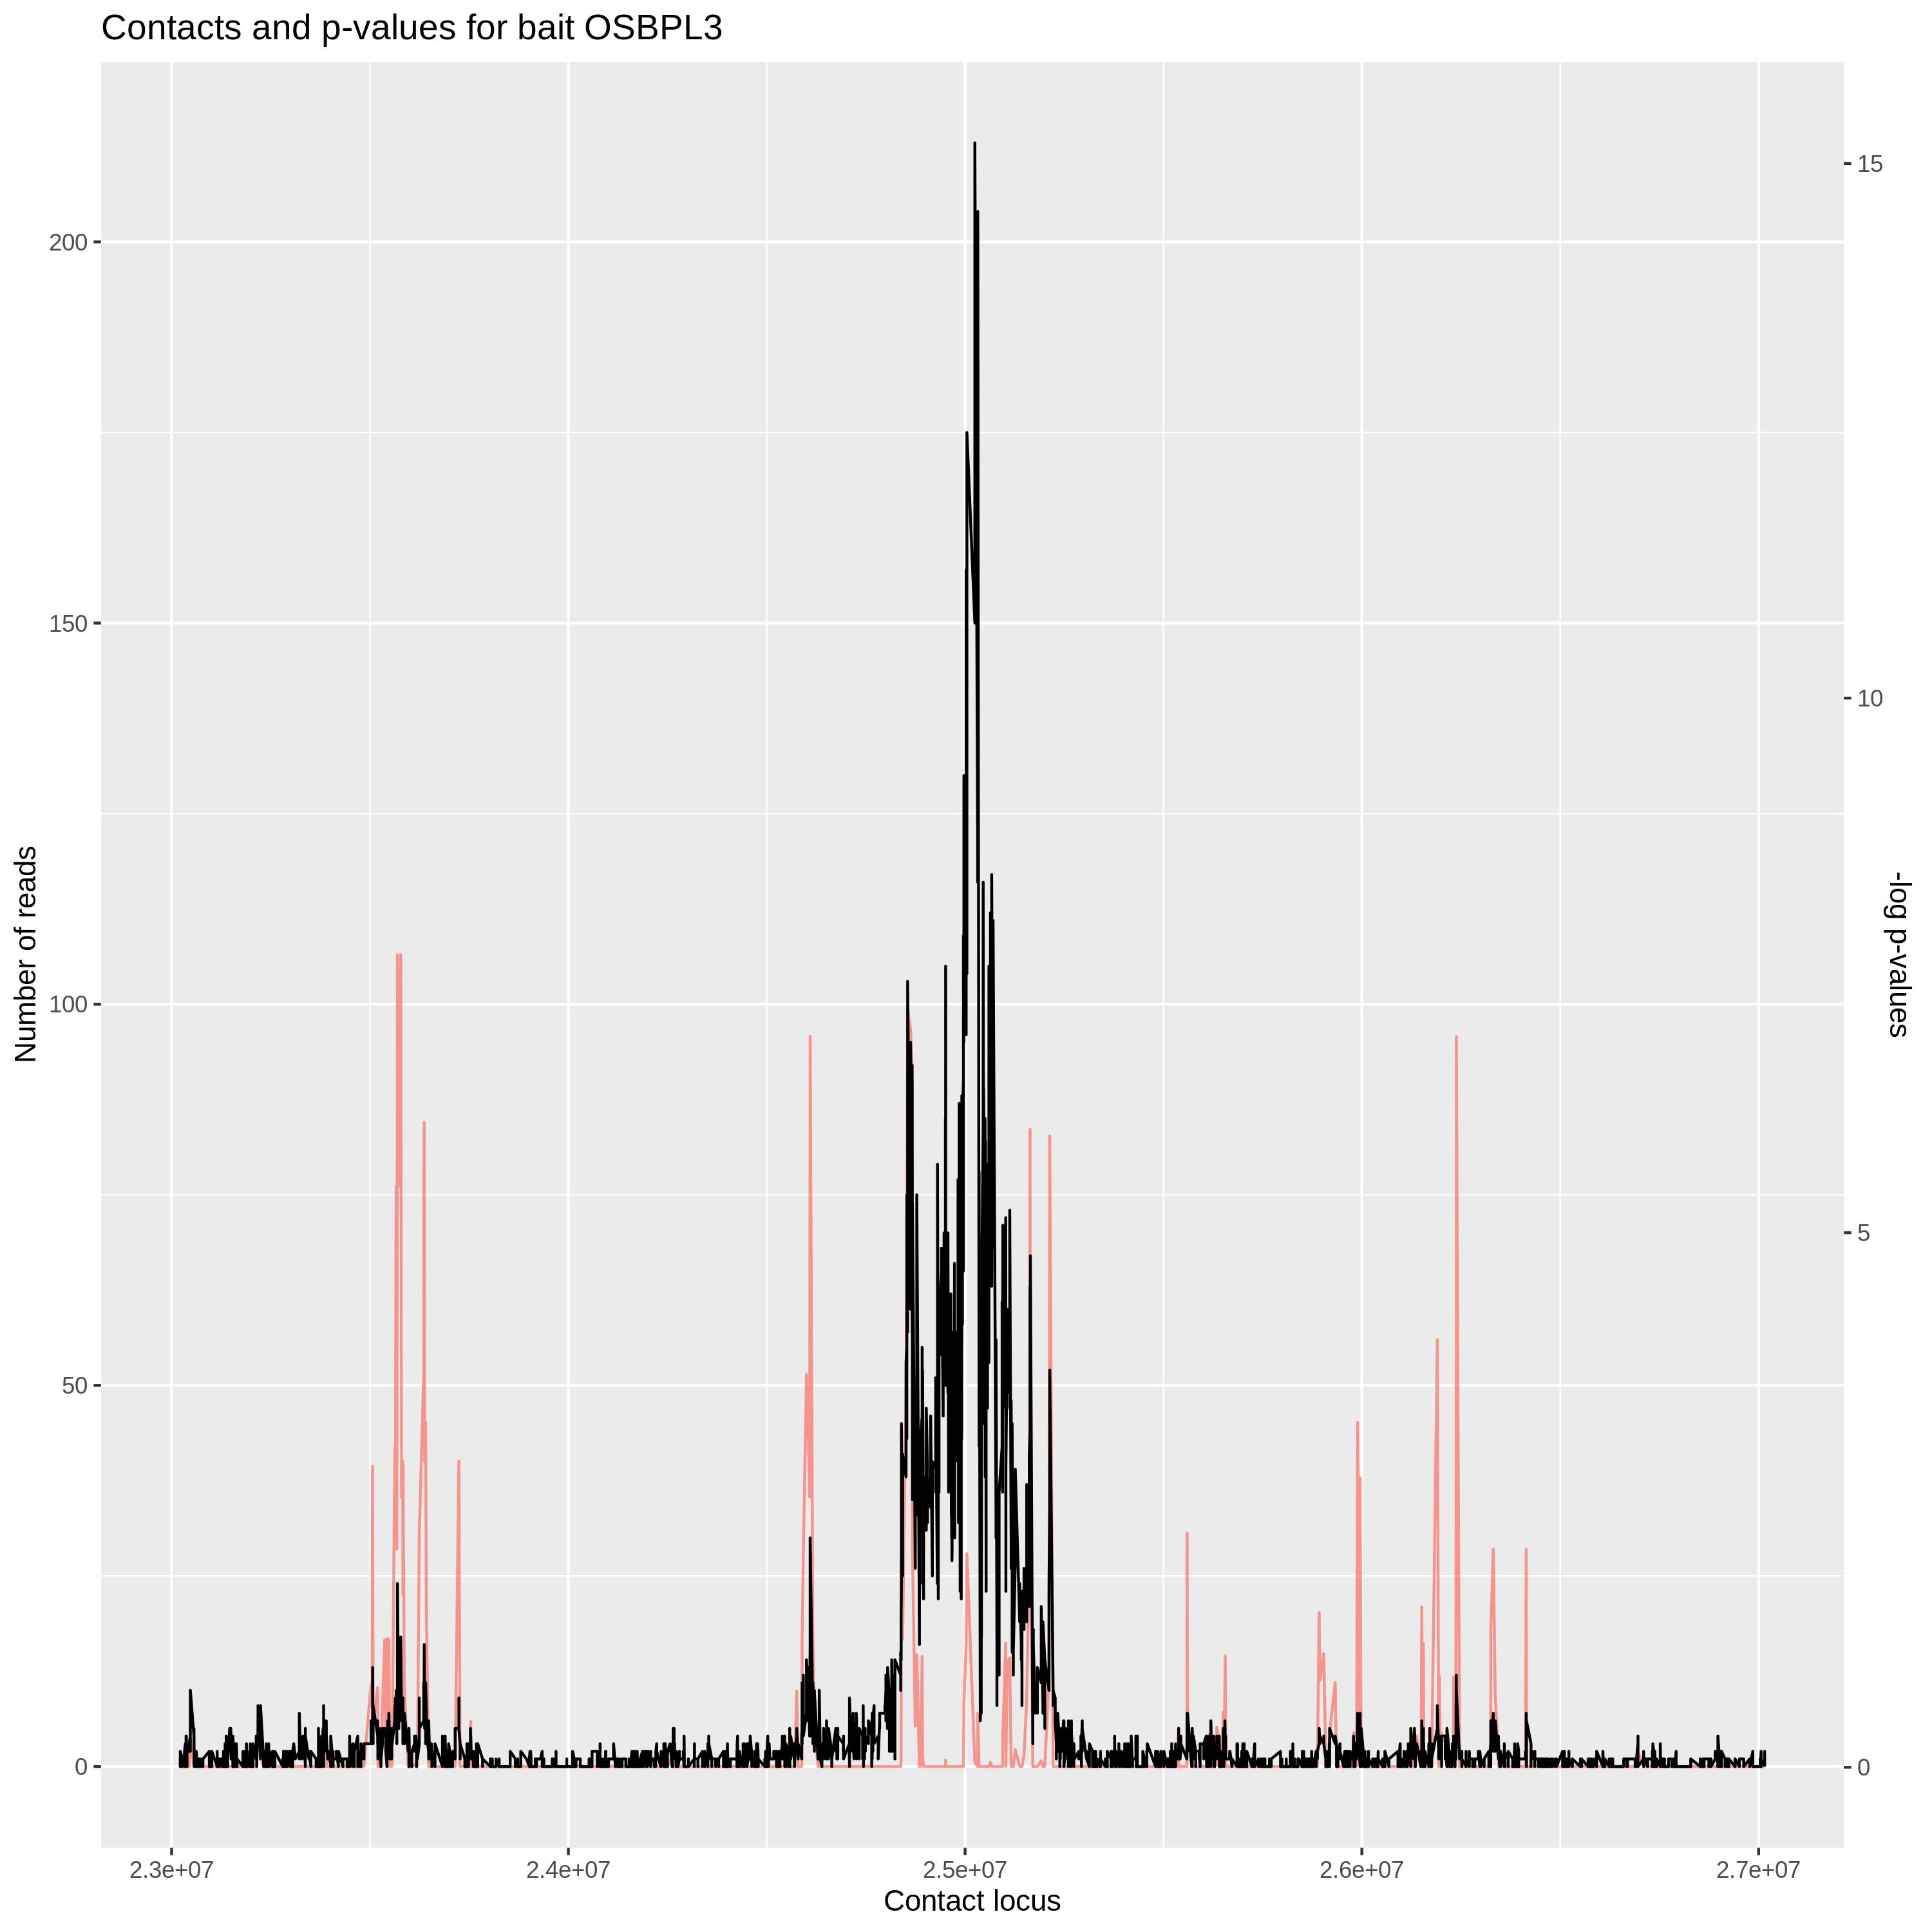 Contacts and p-values for bait OSBPL3
Number of reads
200
150
100
50
0
15
10
5
0
-log p-values
2.3e+07 2.4e+07 2.5e+07 2.6e+07 2.7e+07
Contact locus